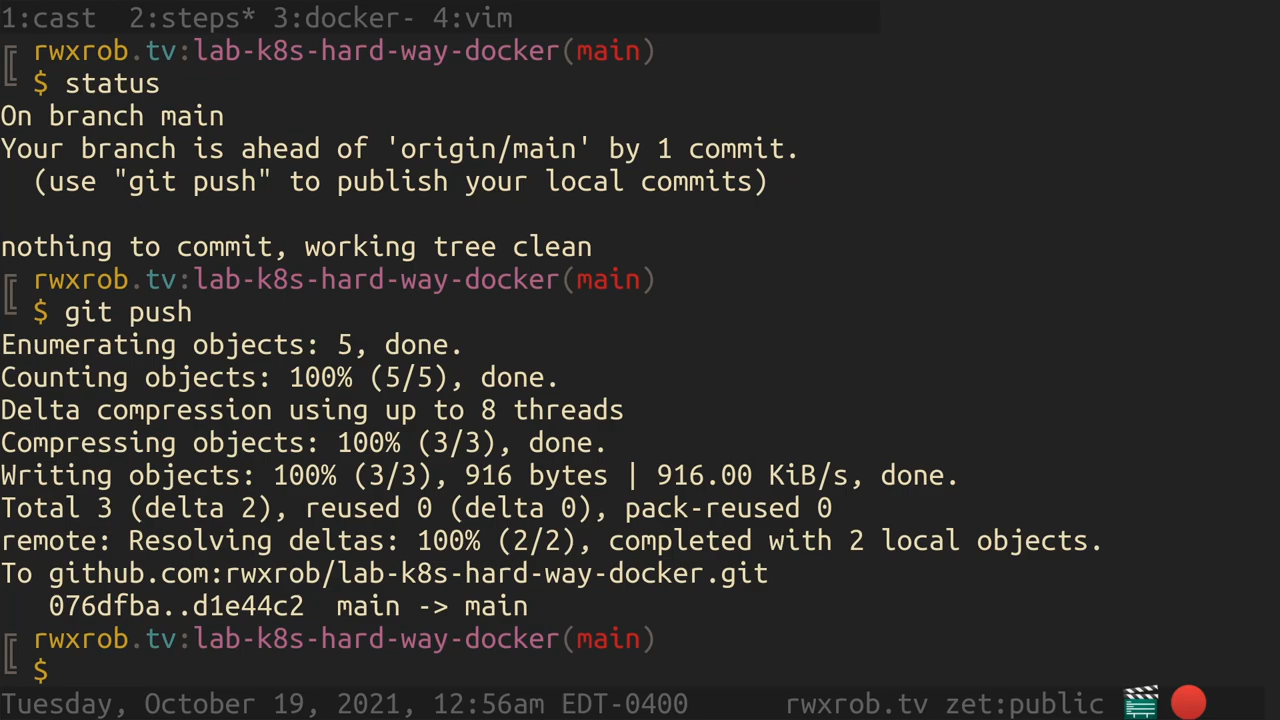 1:cast  2:steps* 3:docker- 4:vim
rwxrob.tv:lab-k8s-hard-way-docker(main)
$ status
On branch main
Your branch is ahead of 'origin/main' by 1 commit.
  (use "git push" to publish your local commits)
nothing to commit, working tree clean
rwxrob.tv:lab-k8s-hard-way-docker(main)
$ git push
Enumerating objects: 5, done.
Counting objects: 100% (5/5), done.
Delta compression using up to 8 threads
Compressing objects: 100% (3/3), done.
Writing objects: 100% (3/3), 916 bytes | 916.00 KiB/s, done.
Total 3 (delta 2), reused 0 (delta 0), pack-reused 0
remote: Resolving deltas: 100% (2/2), completed with 2 local objects.
To github.com:rwxrob/lab-k8s-hard-way-docker.git
   076dfba..d1e44c2  main -> main
rwxrob.tv:lab-k8s-hard-way-docker(main)
$
Tuesday, October 19, 2021, 12:56am EDT-0400      rwxrob.tv zet:public